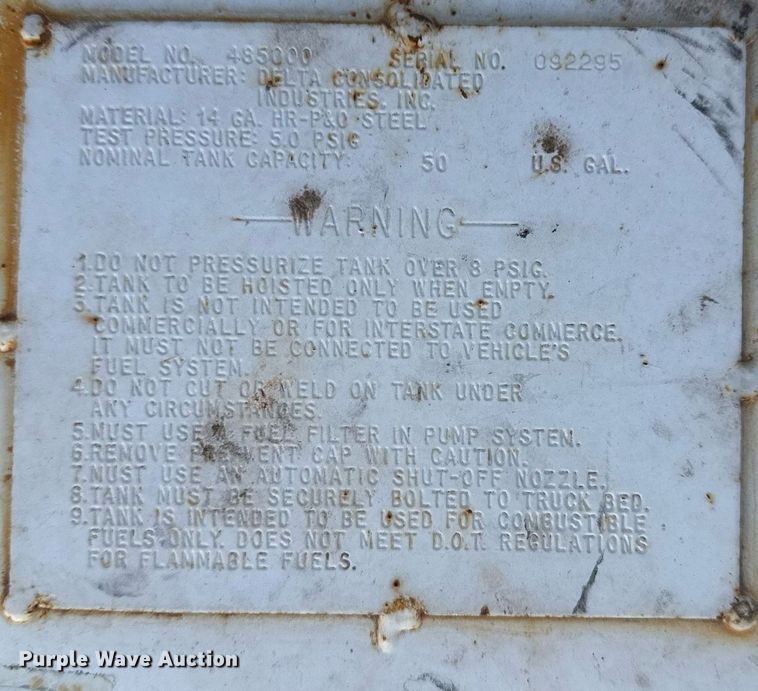 MODEL NO. 485000 SERIAL NO. 092295
MANUFACTURER: DELTA CONSOLIDATED
INDUSTRIES, INC.
MATERIAL: 14 GA. HR-P&O STEEL
TEST PRESSURE: 5.0 PSIG
NOMINAL TANK CAPACITY: 50 U.S. GAL.
WARNING
1.DO NOT PRESSURIZE TANK OVER 8 PSIG.
2.TANK TO BE HOISTED ONLY WHEN EMPTY.
3.TANK IS NOT INTENDED TO BE USED
COMMERCIALLY OR FOR INTERSTATE COMMERCE.
IT MUST NOT BE CONNECTED TO VEHICLE'S
FUEL SYSTEM.
4.DO NOT CUT OR WELD ON TANK UNDER
ANY CIRCUMSTANCES.
5.MUST USE A FUEL FILTER IN PUMP SYSTEM.
6.REMOVE FILL/VENT CAP WITH CAUTION.
7.MUST USE AN AUTOMATIC SHUT-OFF NOZZLE.
8.TANK MUST BE SECURELY BOLTED TO TRUCK BED.
9.TANK IS INTENDED TO BE USED FOR COMBUSTIBLE
FUELS ONLY. DOES NOT MEET D.O.T. REGULATIONS
FOR FLAMMABLE FUELS.
Purple Wave Auction